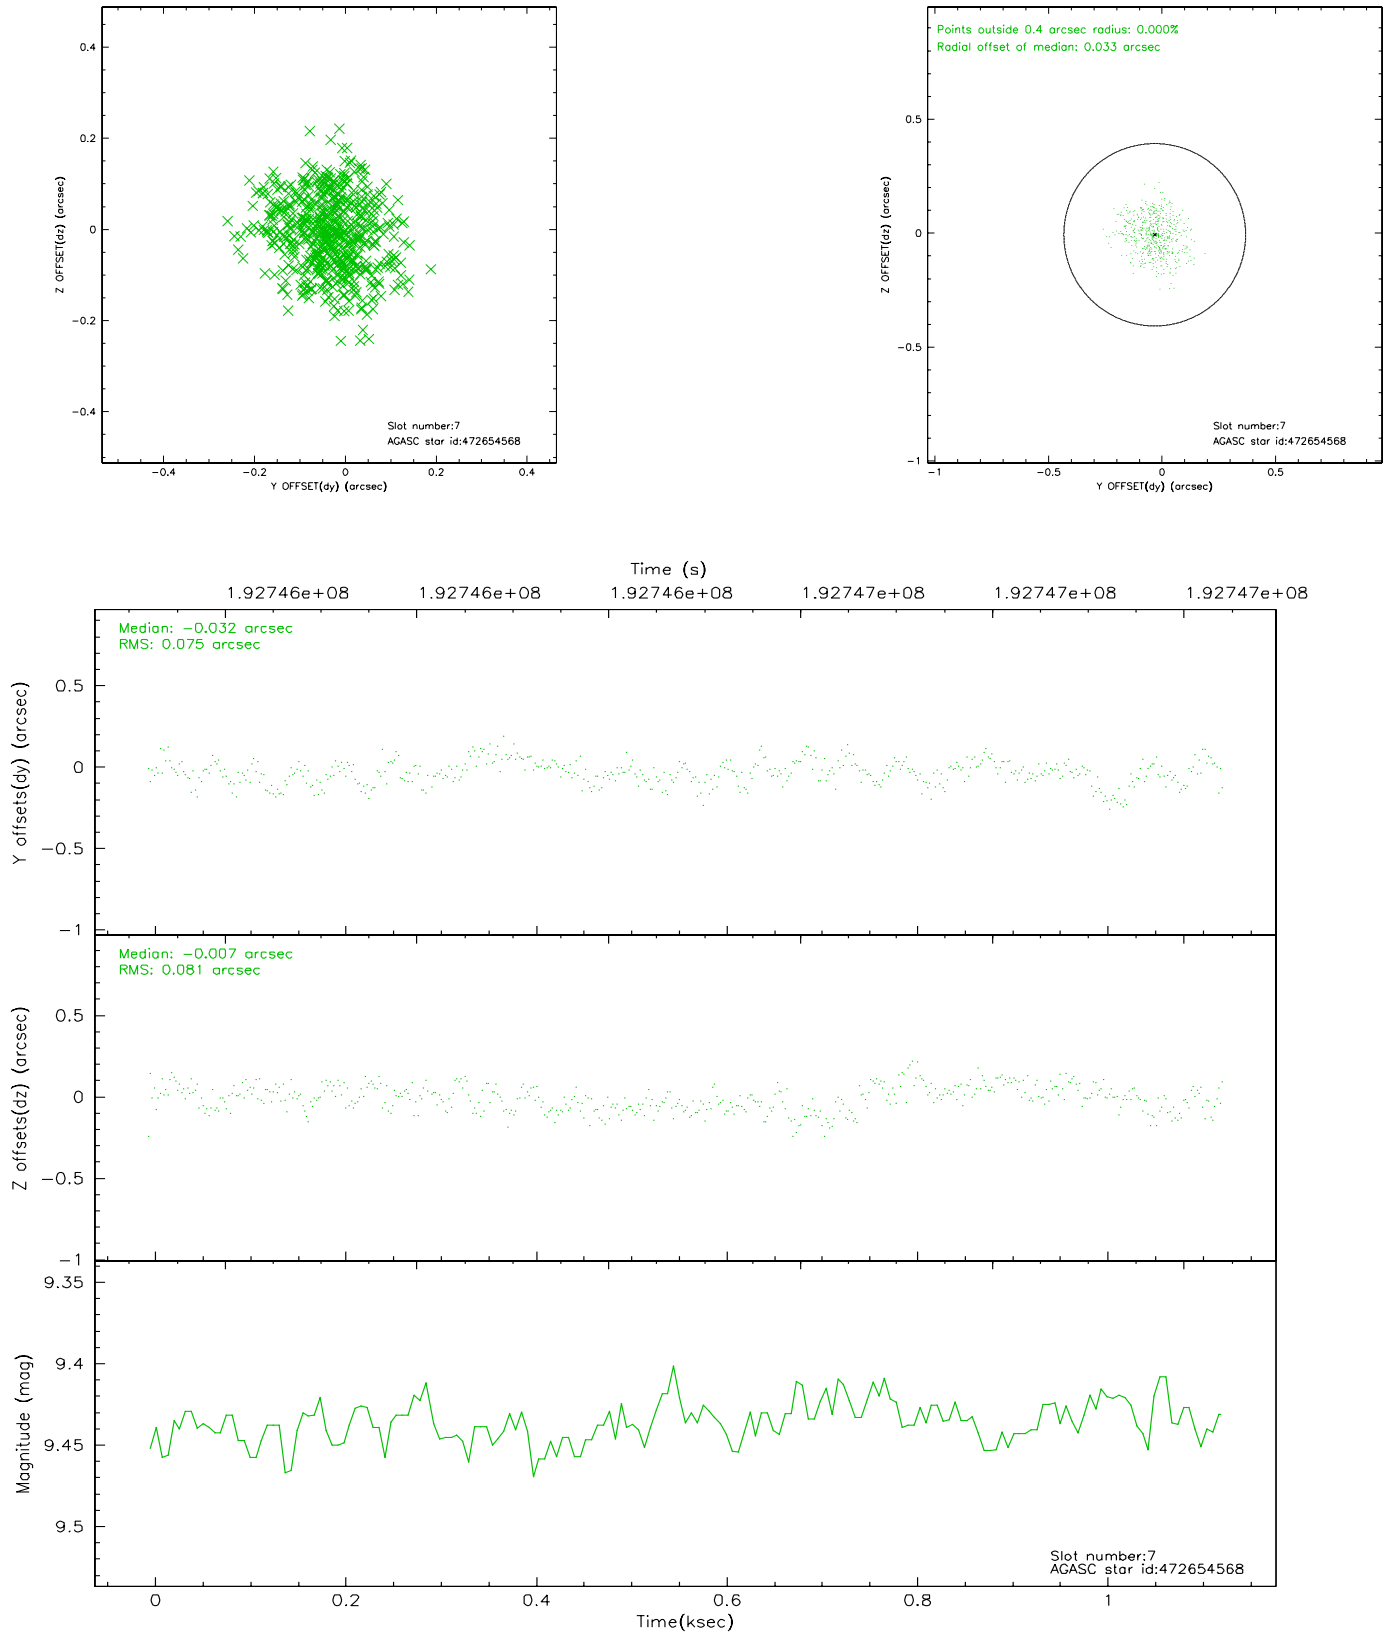 0.4
0.2
0
−0.2
−0.4
Z OFFSET(dz) (arcsec)
Slot number:7
AGASC star id:472654568
−0.4 −0.2 0 0.2 0.4
Y OFFSET(dy) (arcsec)
Points outside 0.4 arcsec radius: 0.000%
Radial offset of median: 0.033 arcsec
0.5
0
−0.5
−1
Z OFFSET(dz) (arcsec)
Slot number:7
AGASC star id:472654568
−1 −0.5 0 0.5
Y OFFSET(dy) (arcsec)
Time (s)
1.92746e+08 1.92746e+08 1.92746e+08 1.92747e+08 1.92747e+08 1.92747e+08
Median: −0.032 arcsec
RMS: 0.075 arcsec
0.5
0
−0.5
−1
Y offsets(dy) (arcsec)
Median: −0.007 arcsec
RMS: 0.081 arcsec
0.5
0
−0.5
−1
Z offsets(dz) (arcsec)
9.35
9.4
9.45
9.5
Magnitude (mag)
Slot number:7
AGASC star id:472654568
0 0.2 0.4 0.6 0.8 1
Time(ksec)